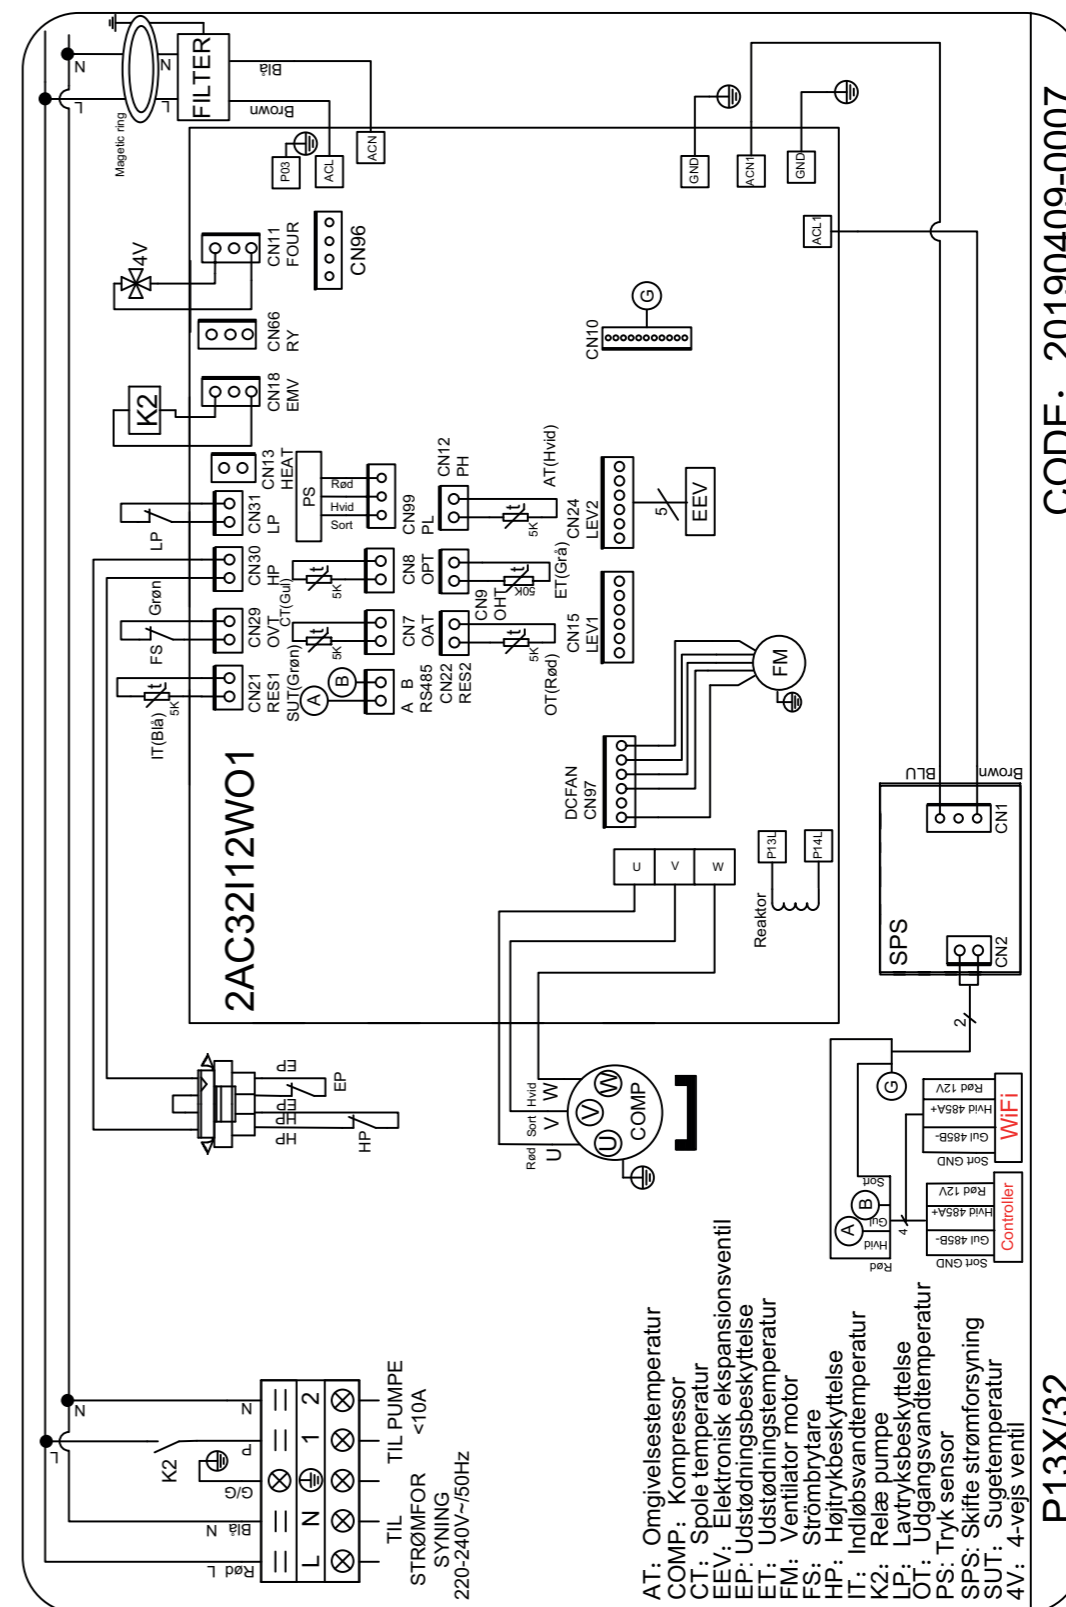 N
L
Magetic ring
N
L
FILTER
Blå
Brown
P03
ACL
ACN
GND
ACN1
GND
ACL1
4V
CN11
FOUR
CN96
CN66
RY
K2
CN18
EMV
CN13
HEAT
LP
CN31
LP
CN30
HP
FS
Grøn
CN29
OVT
IT(Blå)
5K
t
CN21
RES1
PS
Rød
Hvid
Sort
CN99
PL
CT(Gul)
t
5K
CN8
OPT
SUT(Grøn)
t
5K
CN7
OAT
A
B
A B
RS485
CN12
PH
AT(Hvid)
t
5K
CN9
OHT
ET(Grå)
t
50K
CN22
RES2
OT(Rød)
t
5K
CN10
G
CN24
LEV2
5
EEV
CN15
LEV1
DCFAN
CN97
FM
2AC32I12WO1
U
V
W
Reaktor
P13L
P14L
BLU
Brown
SPS
CN1
CN2
2
EP
EP
EP
HP
HP
HP
Rød
Sort
Hvid
U
V
W
U
V
W
COMP
G
A
B
Sort
Gul
Hvid
Rød
4
Rød 12V
Hvid 485A+
Gul 485B-
Sort GND
WiFi
Rød 12V
Hvid 485A+
Gul 485B-
Sort GND
Controller
L
N
K2
N
P
G/G
Blå N
Rød L
L
N
1
2
TIL
STRØMFOR
SYNING
220-240V~/50Hz
TIL PUMPE
<10A
AT: Omgivelsestemperatur
COMP: Kompressor
CT: Spole temperatur
EEV: Elektronisk ekspansionsventil
EP: Udstødningsbeskyttelse
ET: Udstødningstemperatur
FM: Ventilator motor
FS: Strömbrytare
HP: Højtrykbeskyttelse
IT: Indløbsvandtemperatur
K2: Relæ pumpe
LP: Lavtryksbeskyttelse
OT: Udgangsvandtemperatur
PS: Tryk sensor
SPS: Skifte strømforsyning
SUT: Sugetemperatur
4V: 4-vejs ventil
P13X/32
CODE: 20190409-0007